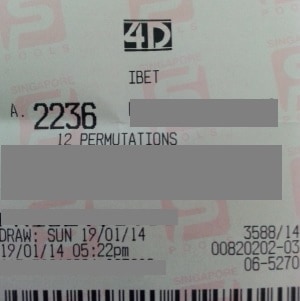 4D
IBET
A. 2236
12 PERMUTATIONS
DRAW: SUN 19/01/14 3588/14
19/01/14 05:22pm 00820202-03
06-5270